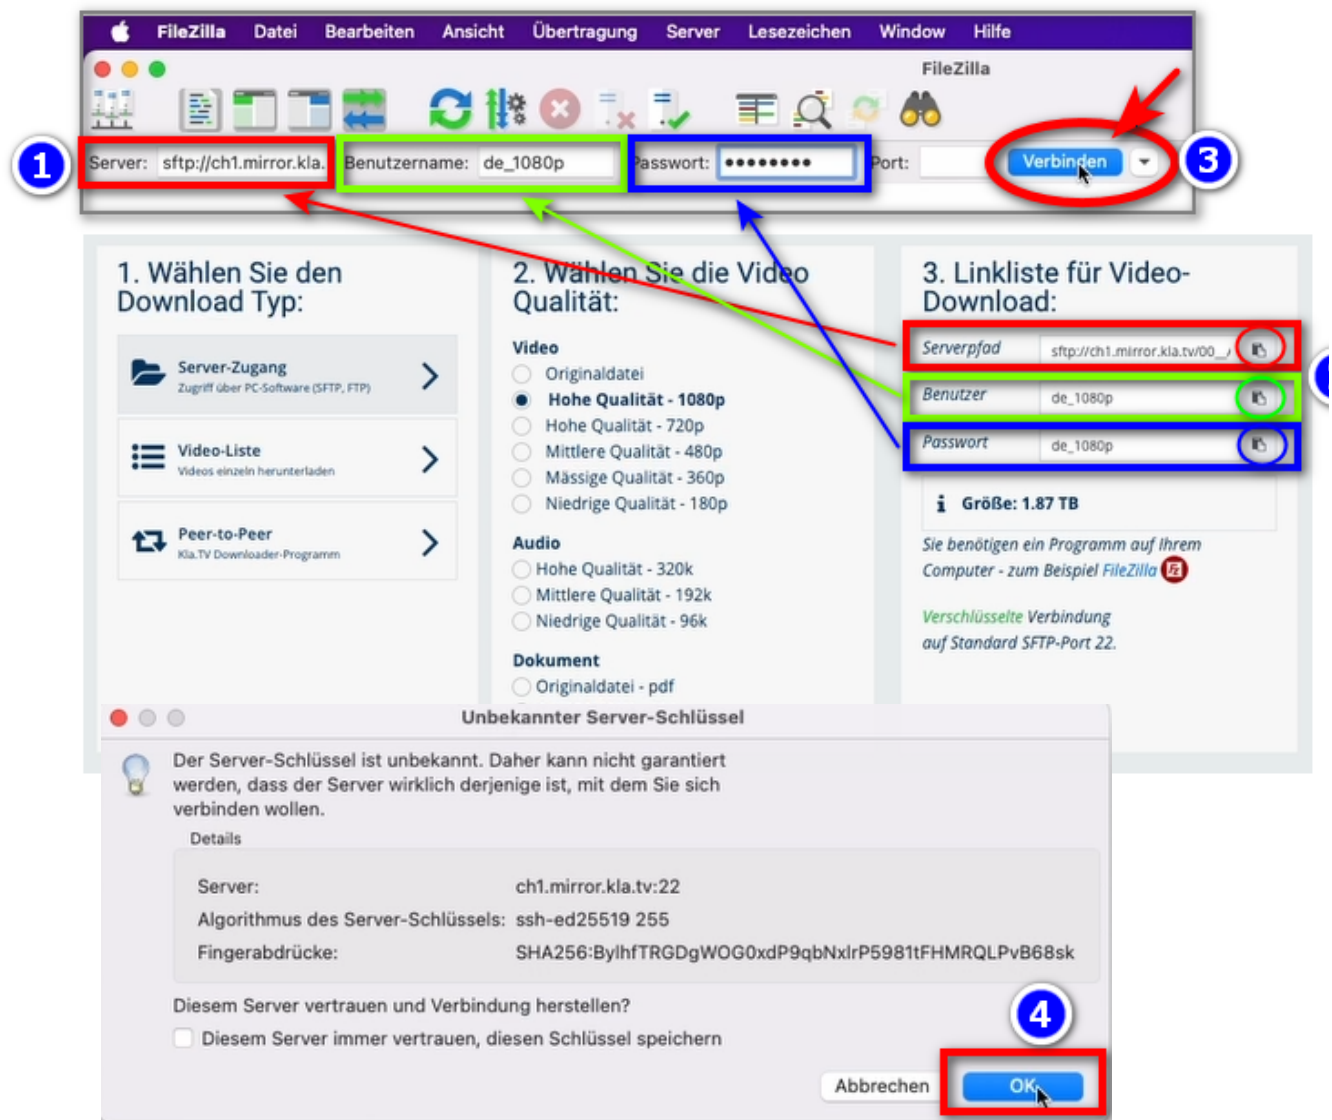 FileZilla Datei Bearbeiten Ansicht Übertragung Server Lesezeichen Window Hilfe
FileZilla
1
Server: sftp://ch1.mirror.kla. Benutzername: de_1080p Passwort: •••••••• Port: Verbinden
3
1. Wählen Sie den
Download Typ:
Server-Zugang
Zugriff über PC-Software (SFTP, FTP)
Video-Liste
Videos einzeln herunterladen
Peer-to-Peer
Kla.TV Downloader-Programm
2. Wählen Sie die Video
Qualität:
Video
Originaldatei
Hohe Qualität - 1080p
Hohe Qualität - 720p
Mittlere Qualität - 480p
Mässige Qualität - 360p
Niedrige Qualität - 180p
Audio
Hohe Qualität - 320k
Mittlere Qualität - 192k
Niedrige Qualität - 96k
Dokument
Originaldatei - pdf
3. Linkliste für Video-
Download:
Serverpfad sftp://ch1.mirror.kla.tv/00_
Benutzer de_1080p
Passwort de_1080p
i Größe: 1.87 TB
Sie benötigen ein Programm auf Ihrem
Computer - zum Beispiel FileZilla Fz
Verschlüsselte Verbindung
auf Standard SFTP-Port 22.
Unbekannter Server-Schlüssel
Der Server-Schlüssel ist unbekannt. Daher kann nicht garantiert
werden, dass der Server wirklich derjenige ist, mit dem Sie sich
verbinden wollen.
Details
Server: ch1.mirror.kla.tv:22
Algorithmus des Server-Schlüssels: ssh-ed25519 255
Fingerabdrücke: SHA256:BylhfTRGDgWOG0xdP9qbNxlrP5981tFHMRQLPvB68sk
Diesem Server vertrauen und Verbindung herstellen?
Diesem Server immer vertrauen, diesen Schlüssel speichern
4
Abbrechen OK